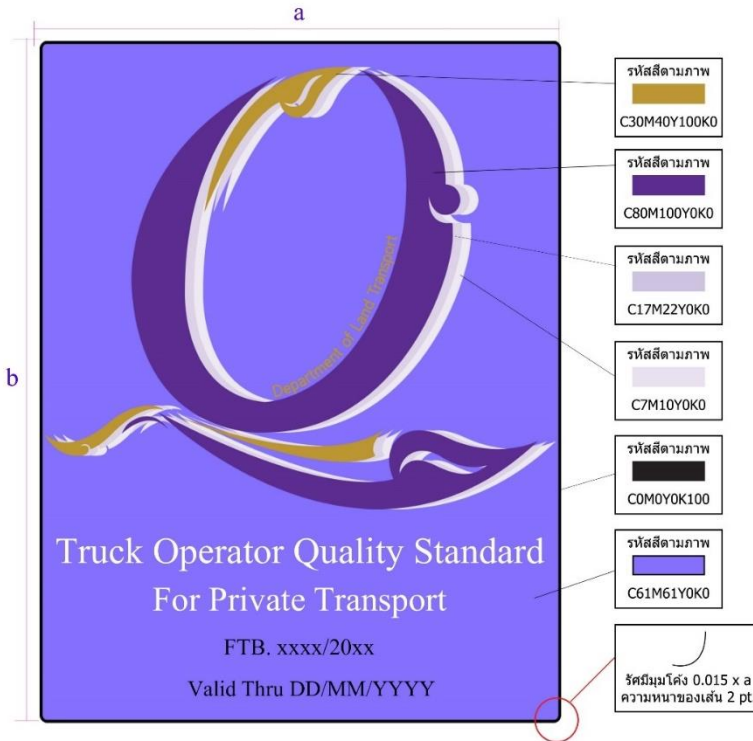 a
b
Department of Land Transport
Truck Operator Quality Standard
For Private Transport
FTB. xxxx/20xx
Valid Thru DD/MM/YYYY
รหัสสีตามภาพ
C30M40Y100K0
รหัสสีตามภาพ
C80M100Y0K0
รหัสสีตามภาพ
C17M22Y0K0
รหัสสีตามภาพ
C7M10Y0K0
รหัสสีตามภาพ
C0M0Y0K100
รหัสสีตามภาพ
C61M61Y0K0
รัศมีมุมโค้ง 0.015 x a
ความหนาของเส้น 2 pt